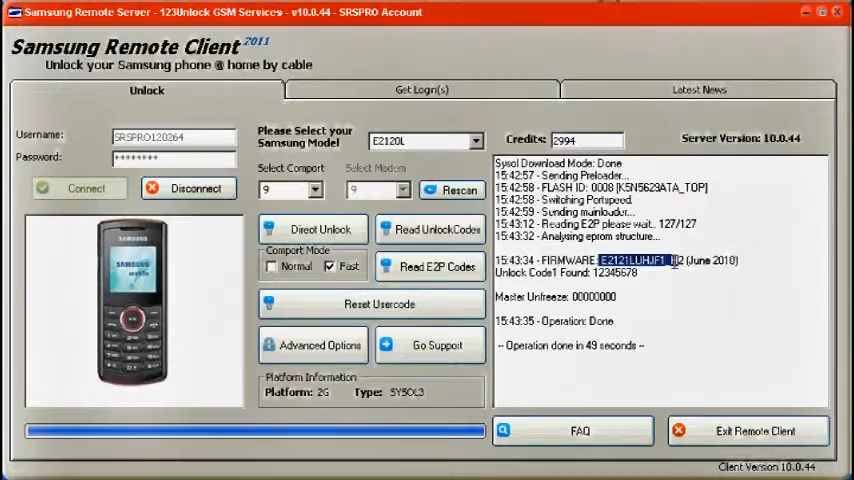 Samsung Remote Server - 123Unlock GSM Services - v10.0.44 - SRSPRO Account
Samsung Remote Client 2011
Unlock your Samsung phone @ home by cable
Unlock
Get Login(s)
Latest News
Username:
SRSPRO120264
Password:
********
Connect
Disconnect
Please Select your
Samsung Model
E2120L
Select Comport
Select Modem
9
9
Rescan
Direct Unlock
Read UnlockCodes
Comport Mode
Normal
Fast
Read E2P Codes
Reset Usercode
Advanced Options
Go Support
Platform Information
Platform: 2G Type: SYSOL3
Credits:
2994
Server Version: 10.0.44
Sysol Download Mode: Done
15:42:57 - Sending Preloader...
15:42:58 - FLASH ID: 0008 [K5N5629ATA_TOP]
15:42:58 - Switching Portspeed
15:42:59 - Sending mainloader...
15:43:12 - Reading E2P please wait.. 127/127
15:43:32 - Analysing eprom structure...
15:43:34 - FIRMWARE: (June 2010)
Unlock Code1 Found: 12345678
Master Unfreeze: 00000000
15:43:35 - Operation: Done
-- Operation done in 49 seconds --
SAMSUNG
FAQ
Exit Remote Client
Client Version 10.0.44